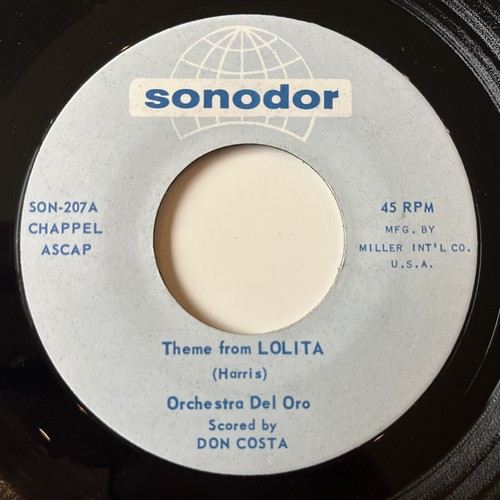 sonodor
SON-207A
CHAPPEL
ASCAP
45 RPM
MFG. BY
MILLER INT'L CO.
U.S.A.
Theme from LOLITA
(Harris)
Orchestra Del Oro
Scored by
DON COSTA